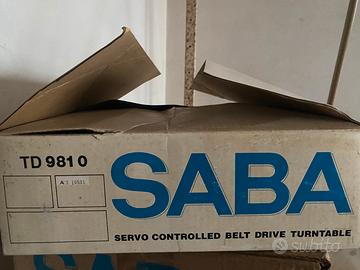 TD 9810
SABA
SERVO CONTROLLED BELT DRIVE TURNTABLE
subito